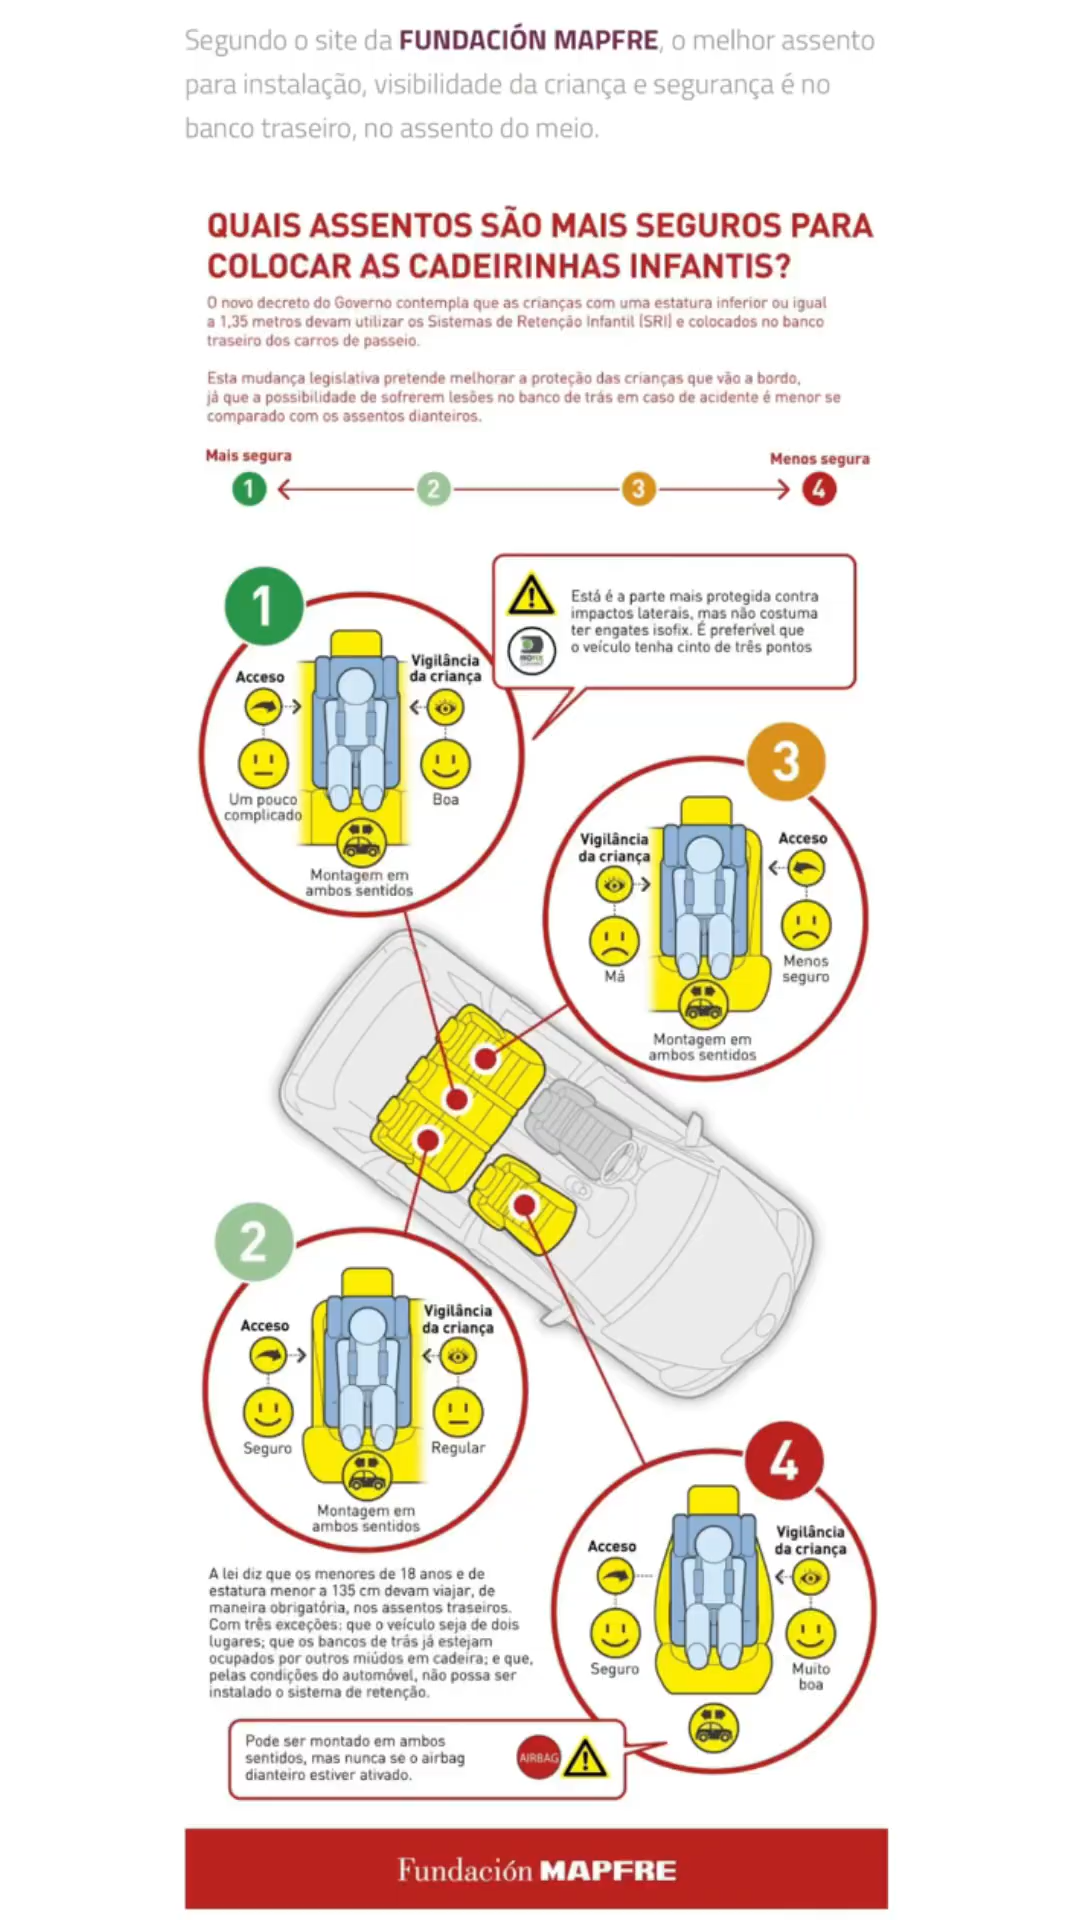 Segundo o site da FUNDACIÓN MAPFRE, o melhor assento
para instalação, visibilidade da criança e segurança é no
banco traseiro, no assento do meio.
QUAIS ASSENTOS SÃO MAIS SEGUROS PARA
COLOCAR AS CADEIRINHAS INFANTIS?
O novo decreto do Governo contempla que as crianças com uma estatura inferior ou igual
a 1,35 metros devam utilizar os Sistemas de Retenção Infantil (SRI) e colocados no banco
traseiro dos carros de passeio.
Esta mudança legislativa pretende melhorar a proteção das crianças que vão a bordo,
já que a possibilidade de sofrerem lesões no banco de trás em caso de acidente é menor se
comparado com os assentos dianteiros.
Mais segura
Menos segura
1
2
3
4
1
Está é a parte mais protegida contra
impactos laterais, mas não costuma
ter engates isofix. É preferível que
o veículo tenha cinto de três pontos
ISOFIX
Acceso
Vigilância
da criança
Um pouco
complicado
Boa
Montagem em
ambos sentidos
3
Vigilância
da criança
Acceso
Má
Menos
seguro
Montagem em
ambos sentidos
2
Acceso
Vigilância
da criança
Seguro
Regular
Montagem em
ambos sentidos
4
Acceso
Vigilância
da criança
Seguro
Muito
boa
A lei diz que os menores de 18 anos e de
estatura menor a 135 cm devam viajar, de
maneira obrigatória, nos assentos traseiros.
Com três exceções: que o veículo seja de dois
lugares; que os bancos de trás já estejam
ocupados por outros miúdos em cadeira; e que,
pelas condições do automóvel, não possa ser
instalado o sistema de retenção.
Pode ser montado em ambos
sentidos, mas nunca se o airbag
dianteiro estiver ativado.
AIRBAG
Fundación MAPFRE